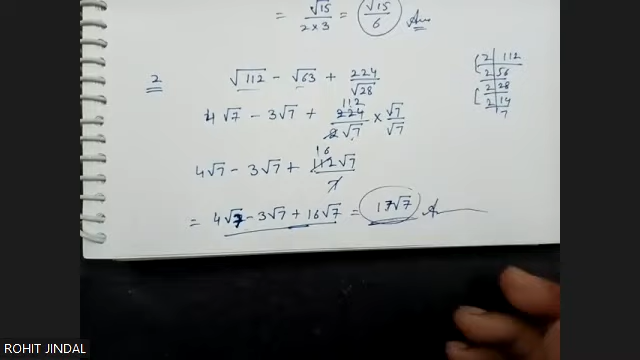 = √15 / 2×3 = √15 / 6 Ans
2 √112 - √63 + 224 / √28
4√7 - 3√7 + 224 / 2√7 × √7 / √7
112
4√7 - 3√7 + 112√7 / 7
16
= 4√7 - 3√7 + 16√7 = 17√7 Ans
2 | 112
2 | 56
2 | 28
2 | 14
7
ROHIT JINDAL